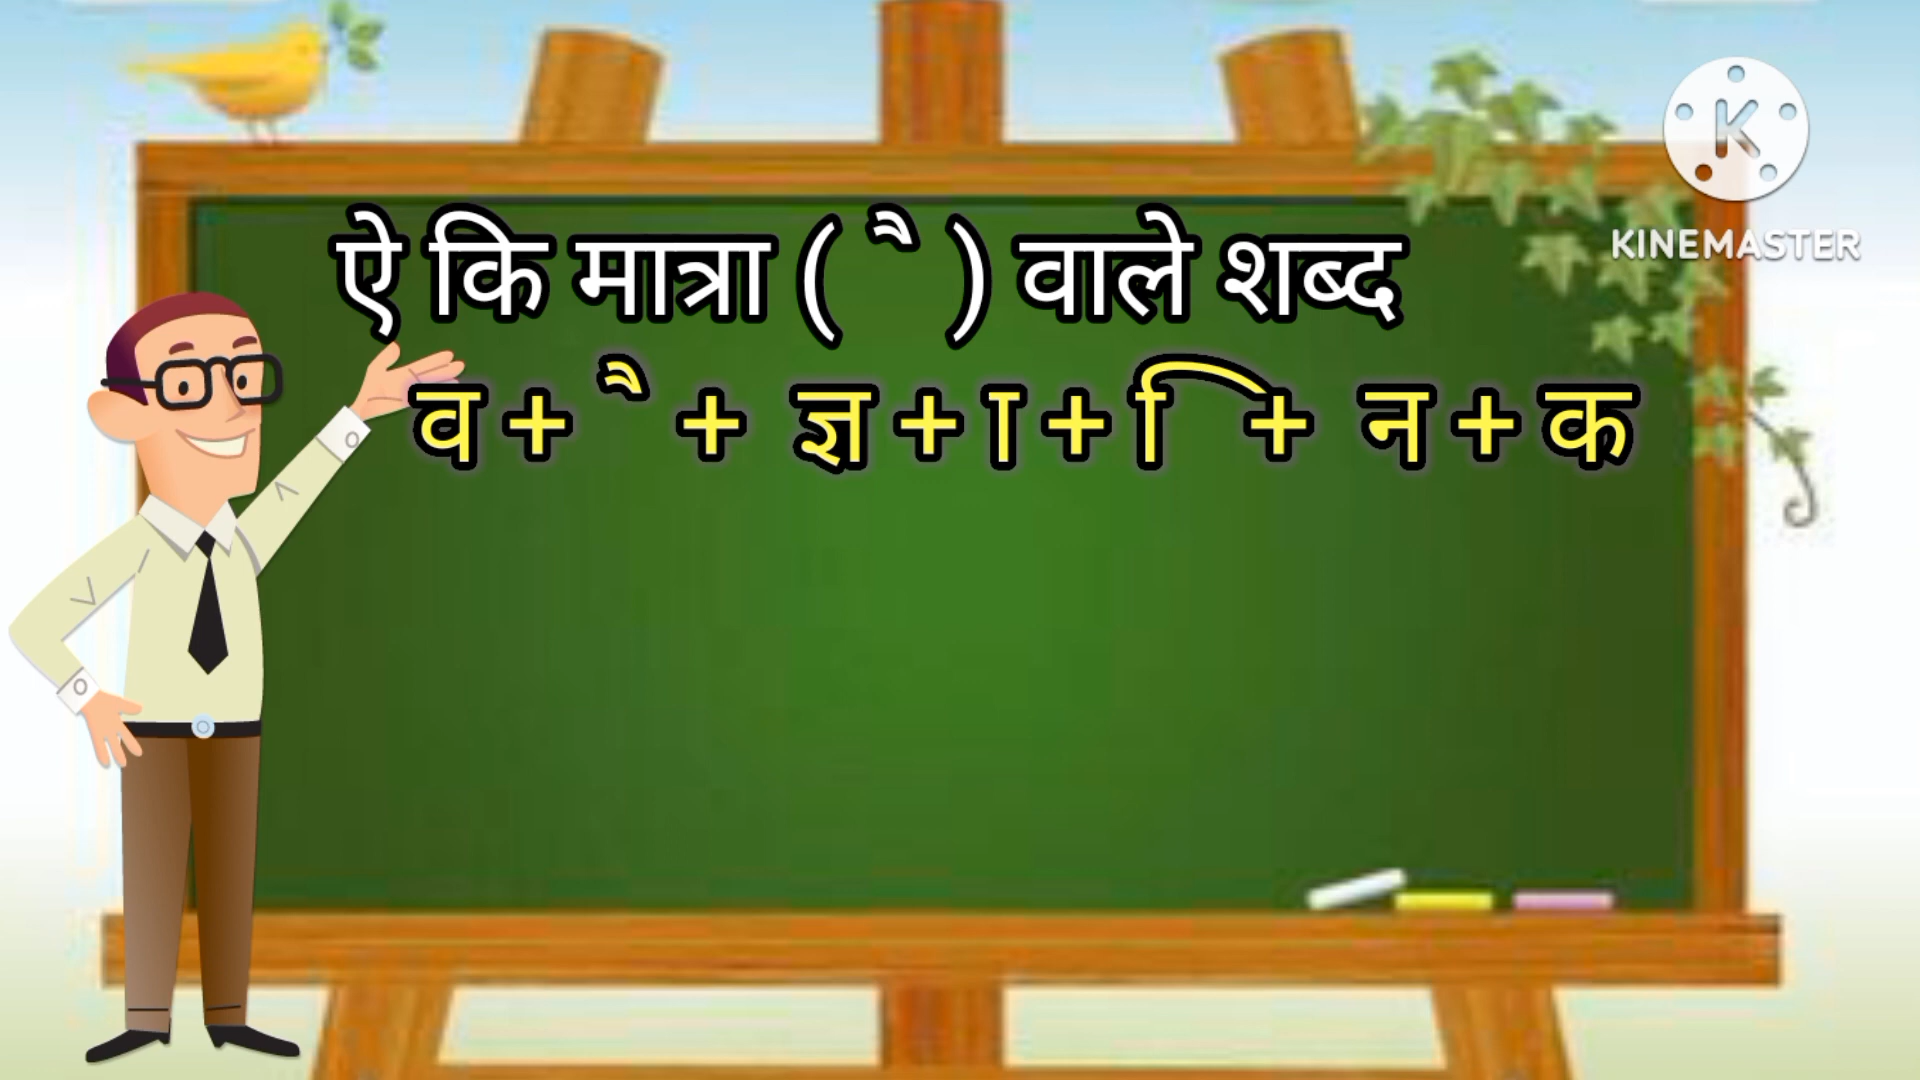 ऐ कि मात्रा ( ै ) वाले शब्द
व + ै + ज्ञ + ा + ि + न + क
KINEMASTER